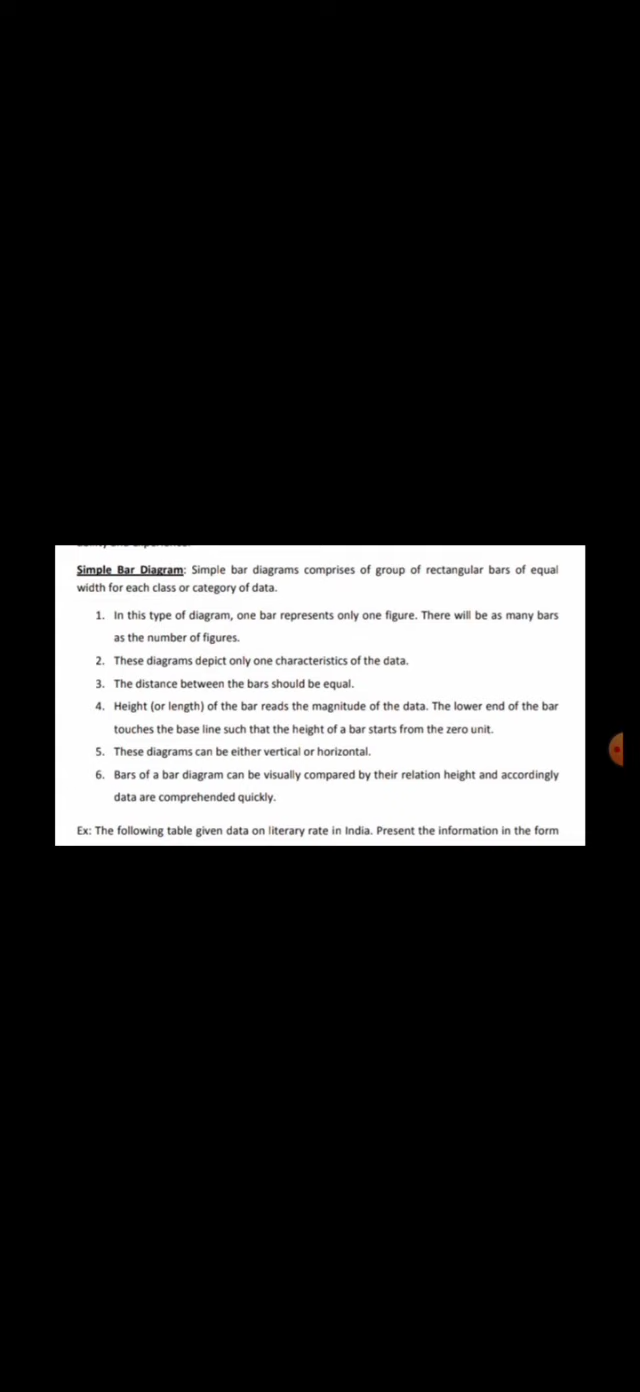 Simple Bar Diagram: Simple bar diagrams comprises of group of rectangular bars of equal
width for each class or category of data.
1. In this type of diagram, one bar represents only one figure. There will be as many bars
as the number of figures.
2. These diagrams depict only one characteristics of the data.
3. The distance between the bars should be equal.
4. Height (or length) of the bar reads the magnitude of the data. The lower end of the bar
touches the base line such that the height of a bar starts from the zero unit.
5. These diagrams can be either vertical or horizontal.
6. Bars of a bar diagram can be visually compared by their relation height and accordingly
data are comprehended quickly.
Ex: The following table given data on literary rate in India. Present the information in the form